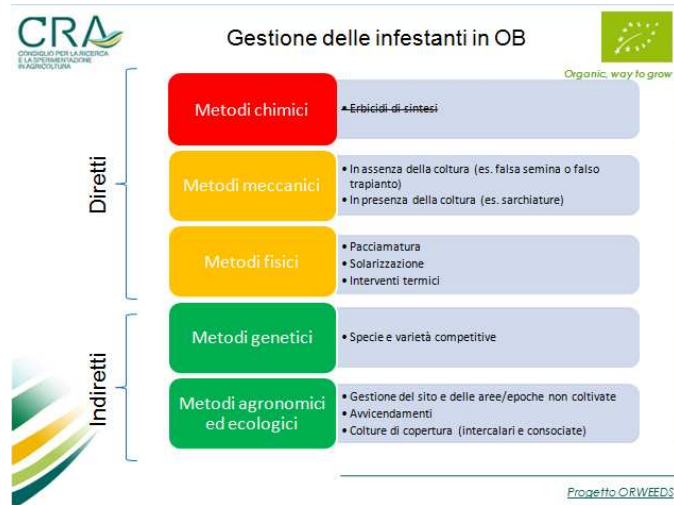 CRA
CONSIGLIO PER LA RICERCA
E LA SPERIMENTAZIONE
IN AGRICOLTURA
Gestione delle infestanti in OB
Organic, way to grow
Diretti
Metodi chimici
• Erbicidi di sintesi
Metodi meccanici
• In assenza della coltura (es. falsa semina o falso
trapianto)
• In presenza della coltura (es. sarchiature)
Metodi fisici
• Pacciamatura
• Solarizzazione
• Interventi termici
Indiretti
Metodi genetici
• Specie e varietà competitive
Metodi agronomici
ed ecologici
• Gestione del sito e delle aree/epoche non coltivate
• Avvicendamenti
• Colture di copertura (intercalari e consociate)
Progetto ORWEEDS